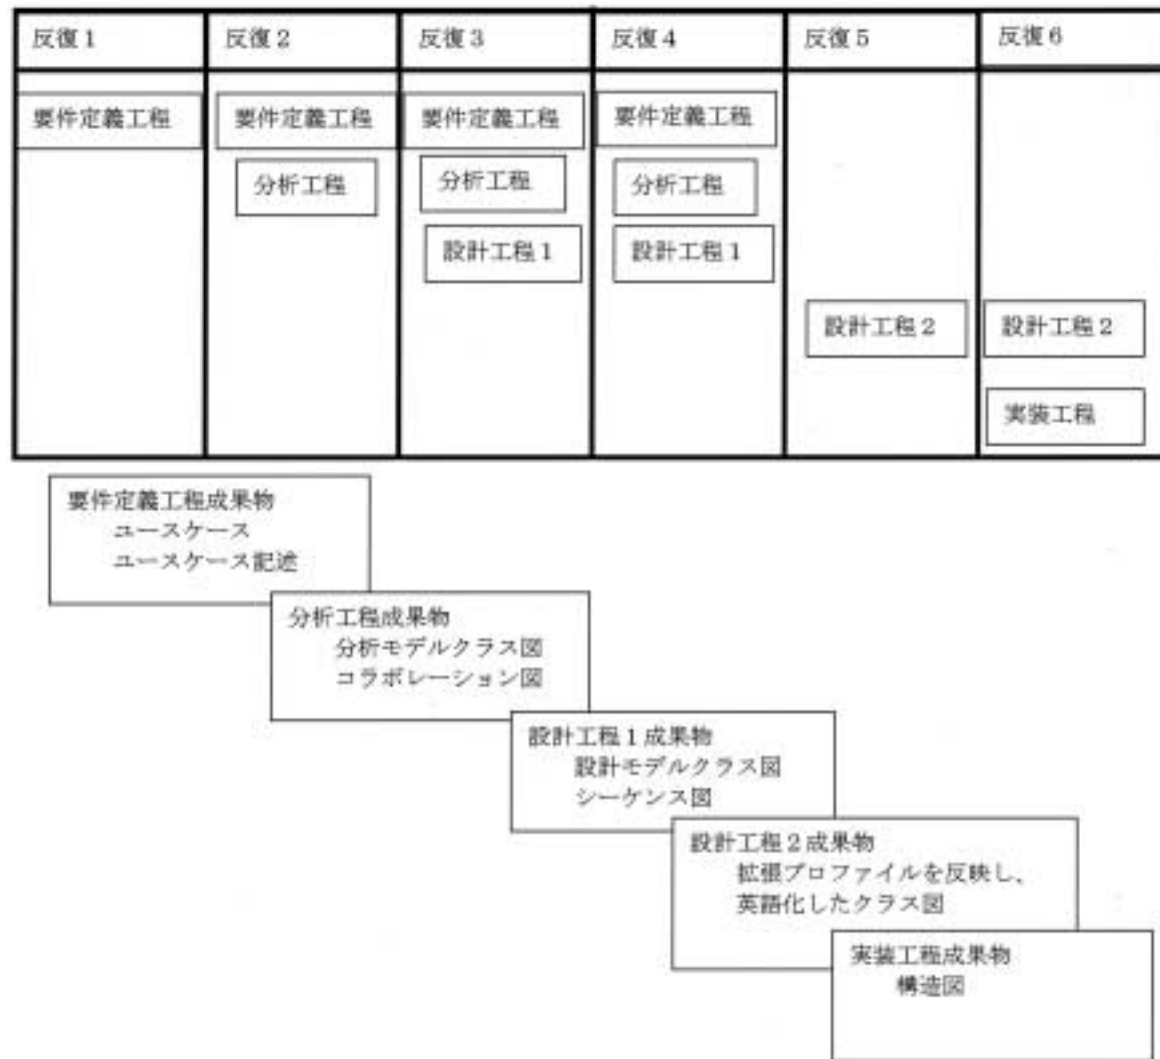 反復1
反復2
反復3
反復4
反復5
反復6
要件定義工程
要件定義工程
要件定義工程
要件定義工程
分析工程
分析工程
分析工程
設計工程1
設計工程1
設計工程2
設計工程2
実装工程
要件定義工程成果物
ユースケース
ユースケース記述
分析工程成果物
分析モデルクラス図
コラボレーション図
設計工程1成果物
設計モデルクラス図
シーケンス図
設計工程2成果物
拡張プロファイルを反映し、
英語化したクラス図
実装工程成果物
構造図